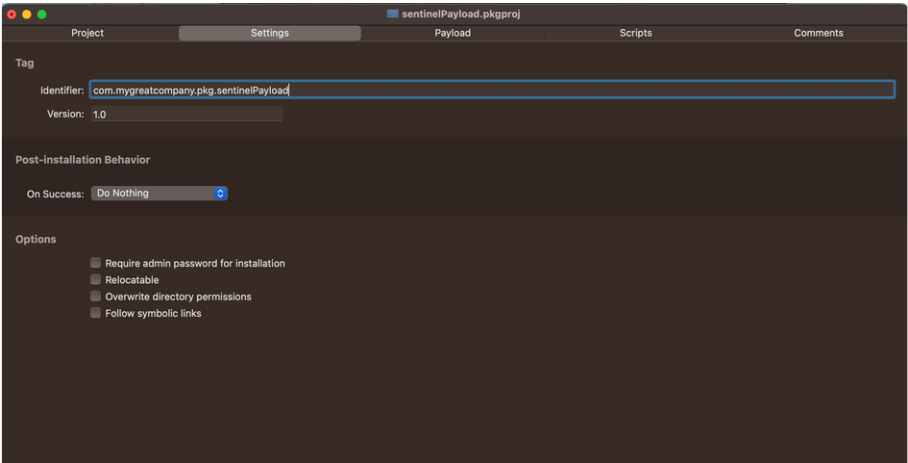 sentinelPayload.pkgproj
Project Settings Payload Scripts Comments
Tag
Identifier: com.mygreatcompany.pkg.sentinelPayload
Version: 1.0
Post-installation Behavior
On Success: Do Nothing
Options
Require admin password for installation
Relocatable
Overwrite directory permissions
Follow symbolic links